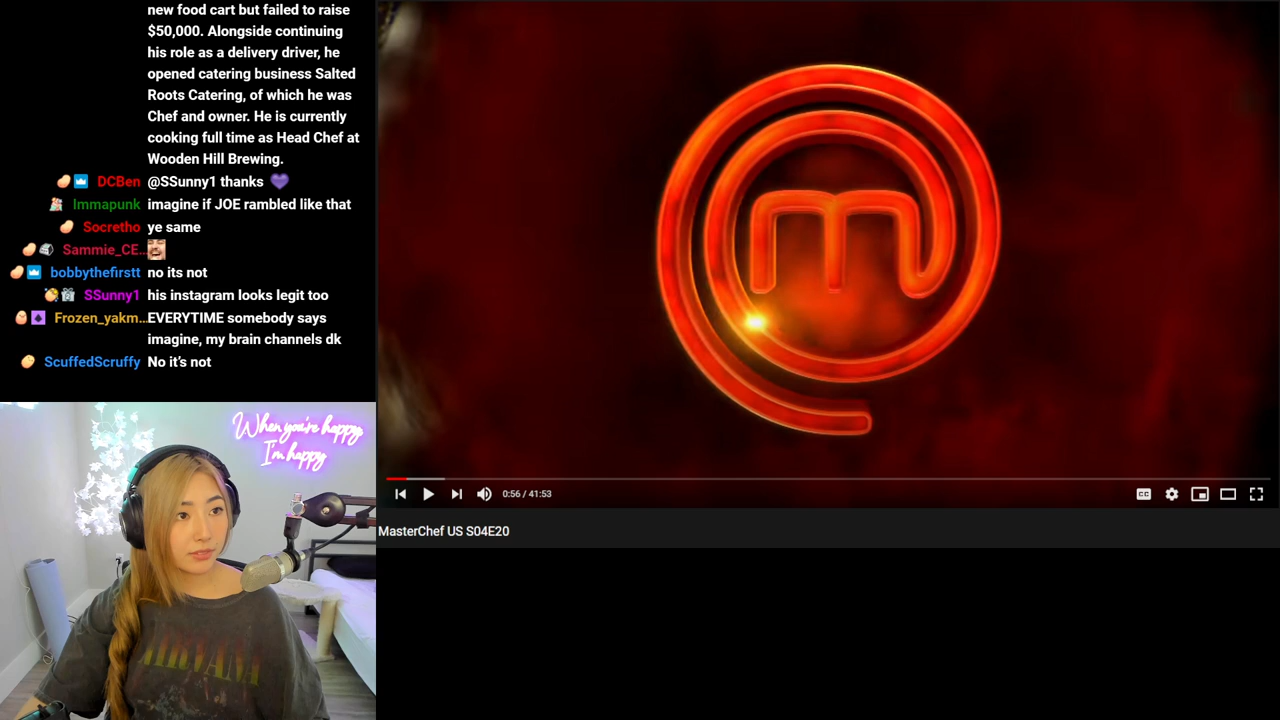 new food cart but failed to raise
$50,000. Alongside continuing
his role as a delivery driver, he
opened catering business Salted
Roots Catering, of which he was
Chef and owner. He is currently
cooking full time as Head Chef at
Wooden Hill Brewing.
DCBen @SSunny1 thanks
Immapunk imagine if JOE rambled like that
Socretho ye same
Sammie_CE...
bobbythefirstt no its not
SSunny1 his instagram looks legit too
Frozen_yakm... EVERYTIME somebody says
imagine, my brain channels dk
ScuffedScruffy No it’s not
When you're happy
I'm happy
NIRVANA
m
0:56 / 41:53
CC
MasterChef US S04E20